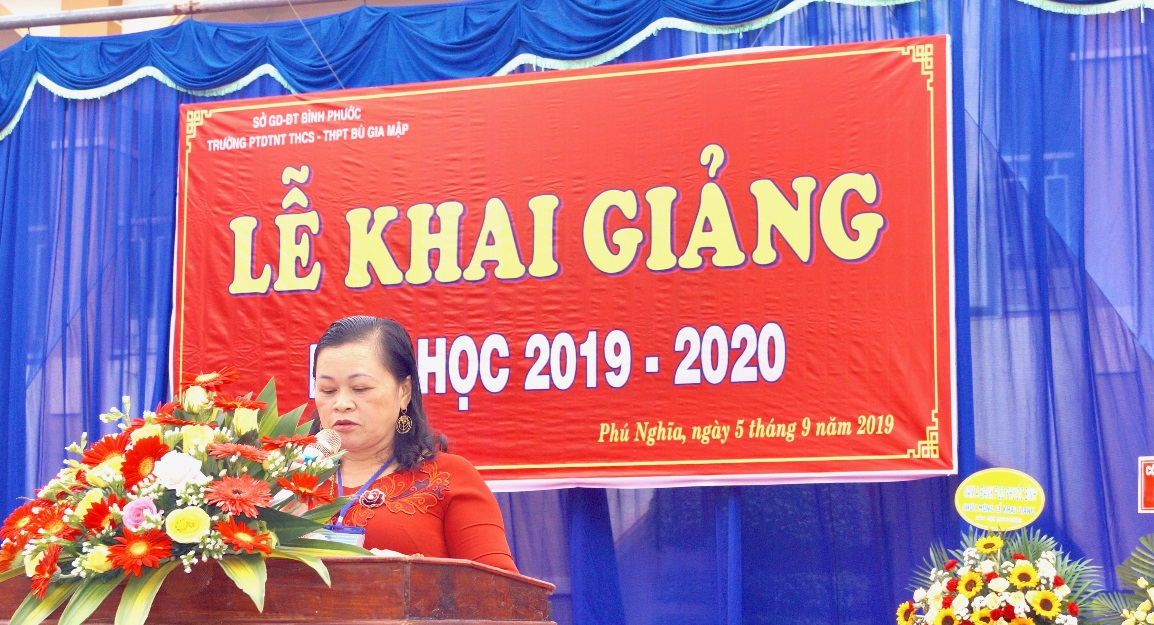 SỞ GD-ĐT BÌNH PHƯỚC
TRƯỜNG PTDTNT THCS - THPT BÙ GIA MẬP
LỄ KHAI GIẢNG
HỌC 2019 - 2020
Phú Nghĩa, ngày 5 tháng 9 năm 2019